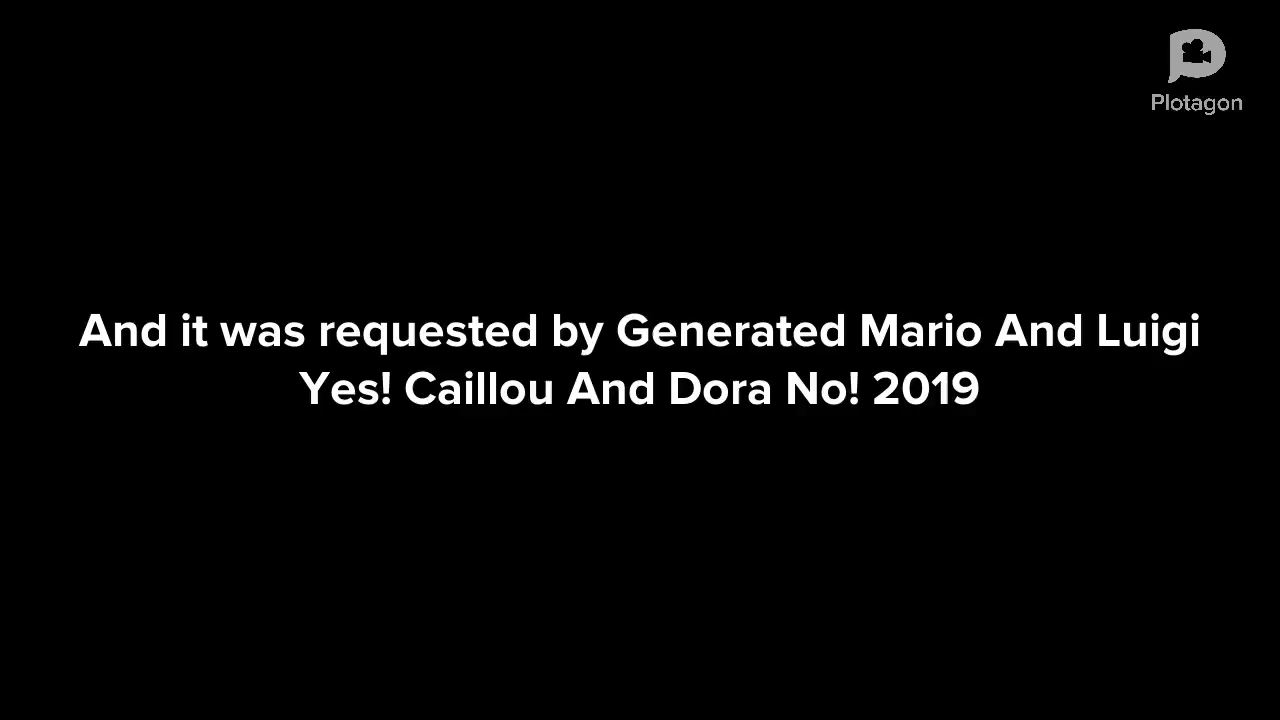 Plotagon
And it was requested by Generated Mario And Luigi
Yes! Caillou And Dora No! 2019